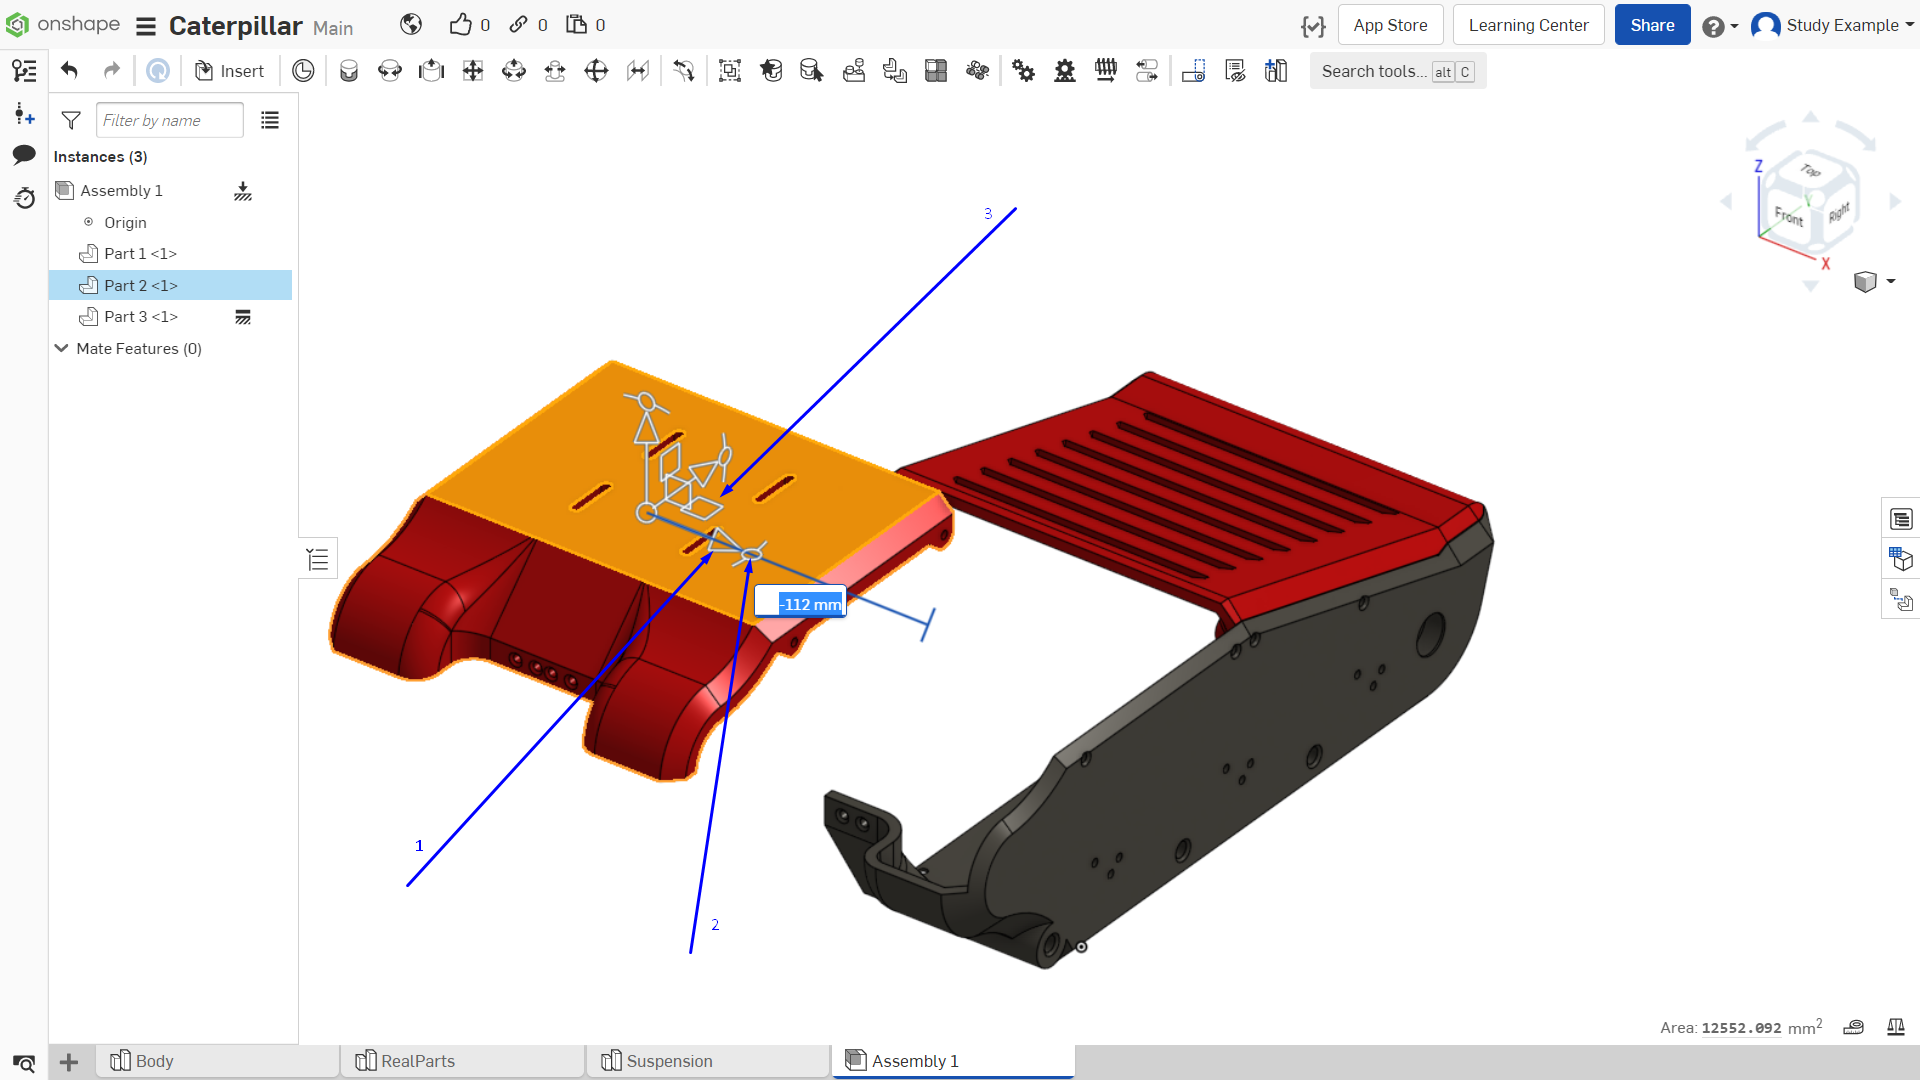 onshape Caterpillar Main 0 0 0 App Store Learning Center Share Study Example
Insert Search tools... alt C
Filter by name
Instances (3)
Assembly 1
Origin
Part 1 <1>
Part 2 <1>
Part 3 <1>
Mate Features (0)
3
Z
Top
Front
Right
Y
X
-112 mm
1
2
Area: 12552.092 mm²
Body RealParts Suspension Assembly 1